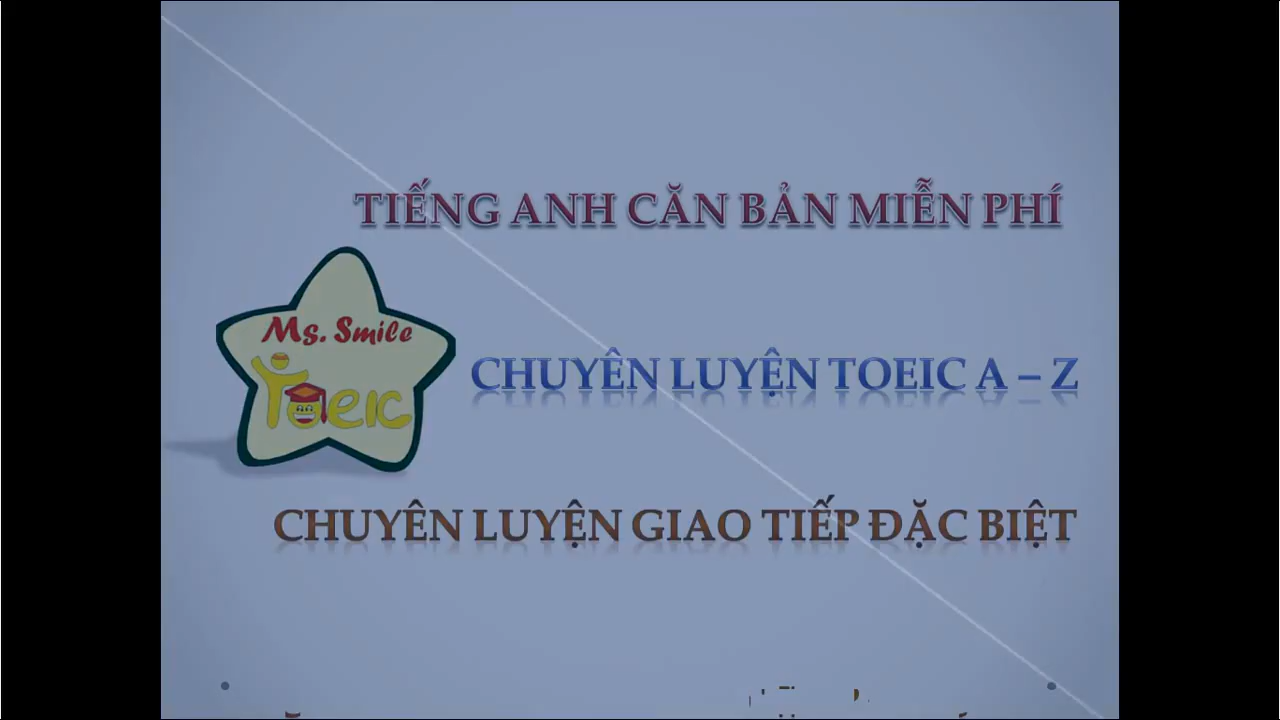 TIẾNG ANH CĂN BẢN MIỄN PHÍ
Ms. Smile
TOEIC
CHUYÊN LUYỆN TOEIC A – Z
CHUYÊN LUYỆN GIAO TIẾP ĐẶC BIỆT